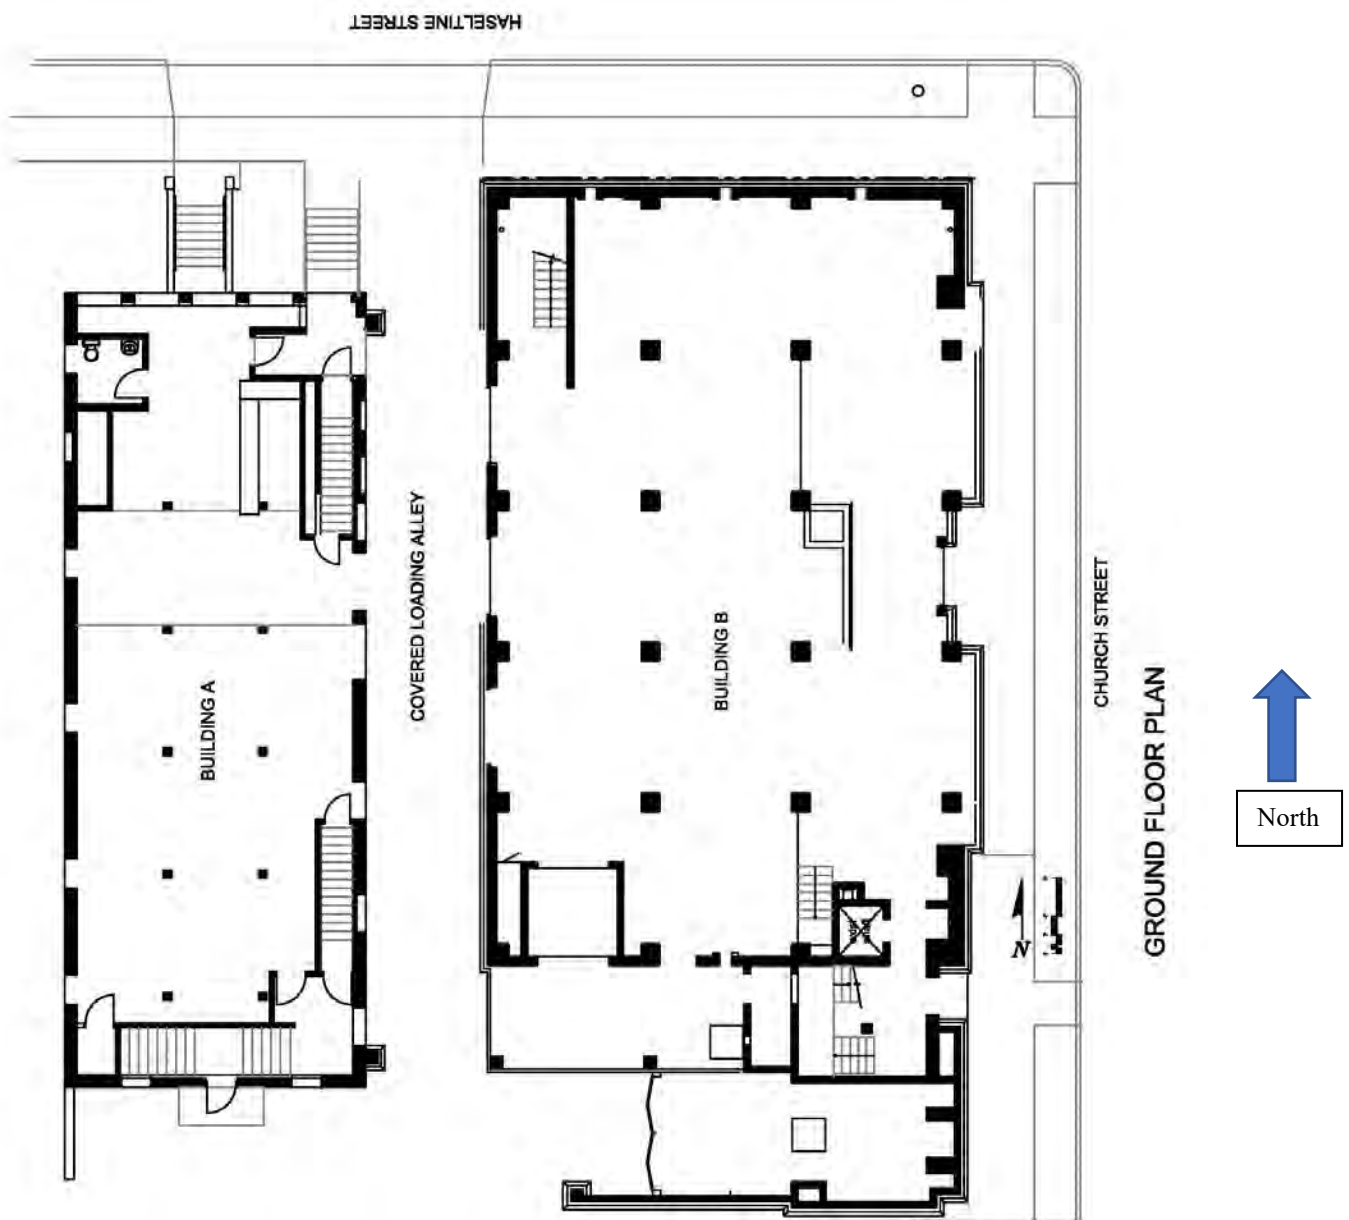 HASELTINE STREET
COVERED LOADING ALLEY
CHURCH STREET
BUILDING B
BUILDING A
GROUND FLOOR PLAN
North
N